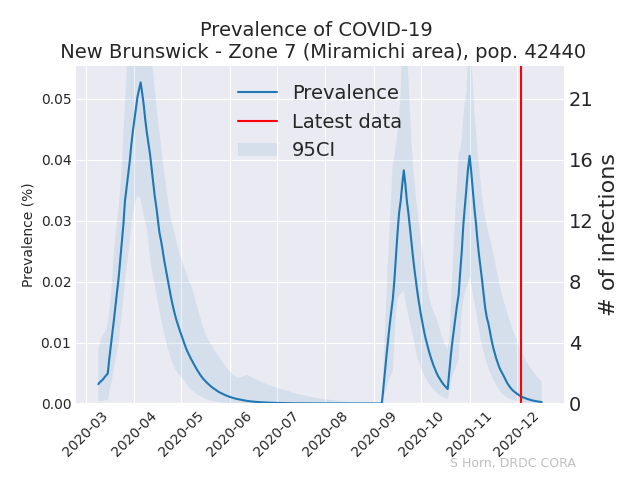 Prevalence of COVID-19
New Brunswick - Zone 7 (Miramichi area), pop. 42440
Prevalence
Latest data
95CI
0.05
0.04
0.03
0.02
0.01
0.00
Prevalence (%)
21
16
12
8
4
0
# of infections
2020-03
2020-04
2020-05
2020-06
2020-07
2020-08
2020-09
2020-10
2020-11
2020-12
S Horn, DRDC CORA